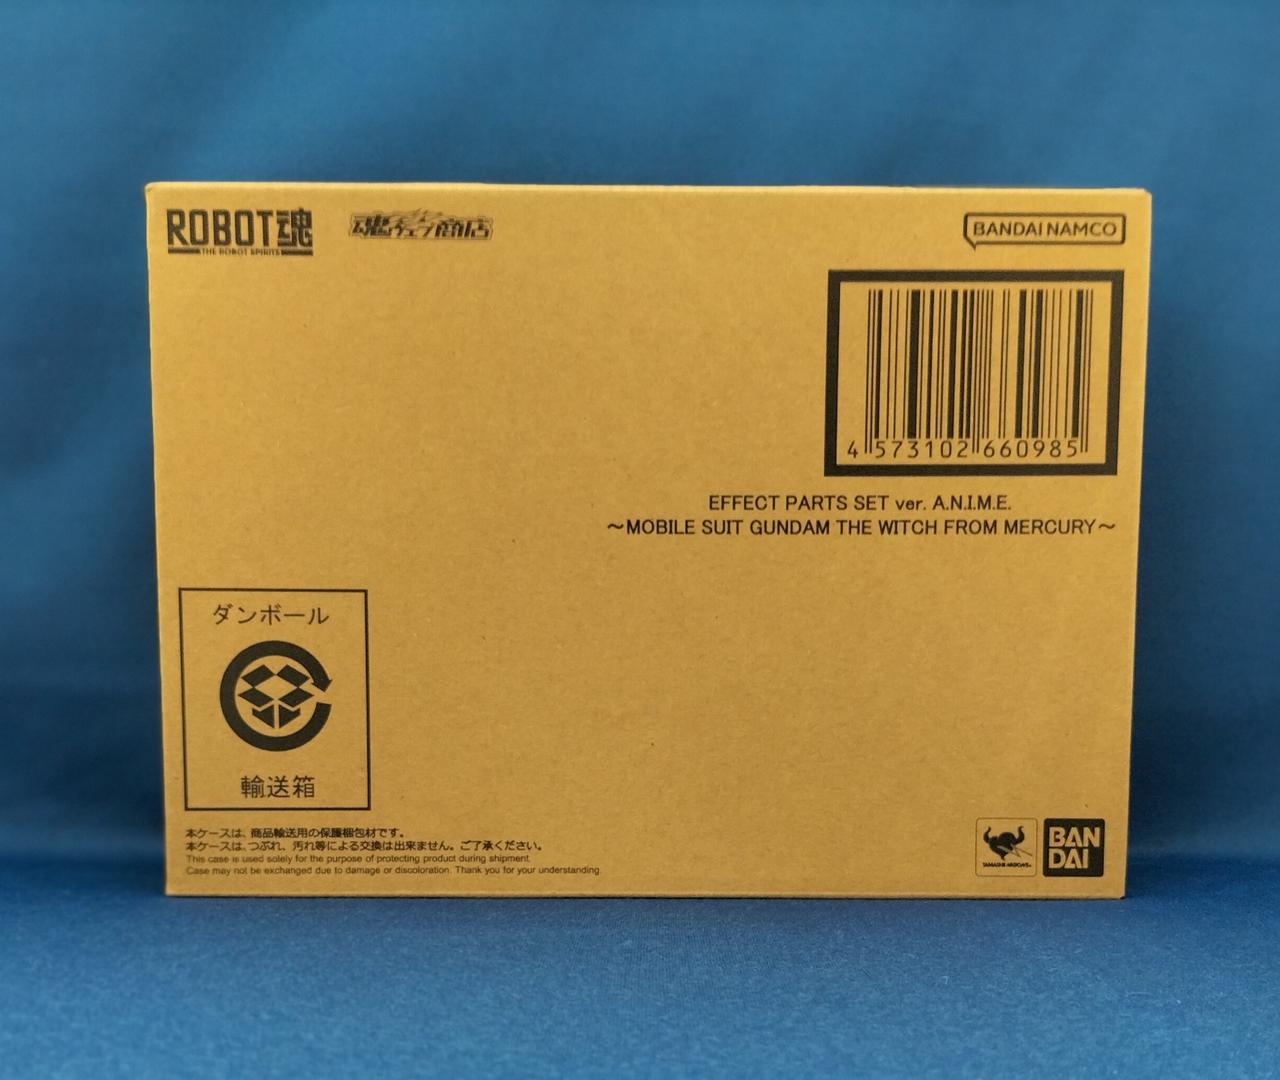 ROBOT魂
THE ROBOT SPIRITS
魂ウェブ商店
BANDAI NAMCO
4 573102 660985
EFFECT PARTS SET ver. A.N.I.M.E.
～MOBILE SUIT GUNDAM THE WITCH FROM MERCURY～
ダンボール
輸送箱
本ケースは、商品輸送用の保護梱包材です。
本ケースは、つぶれ、汚れ等による交換は出来ません。ご了承ください。
This case is used solely for the purpose of protecting product during shipment.
Case may not be exchanged due to damage or discoloration. Thank you for your understanding.
TAMASHII NATIONS
BAN
DAI